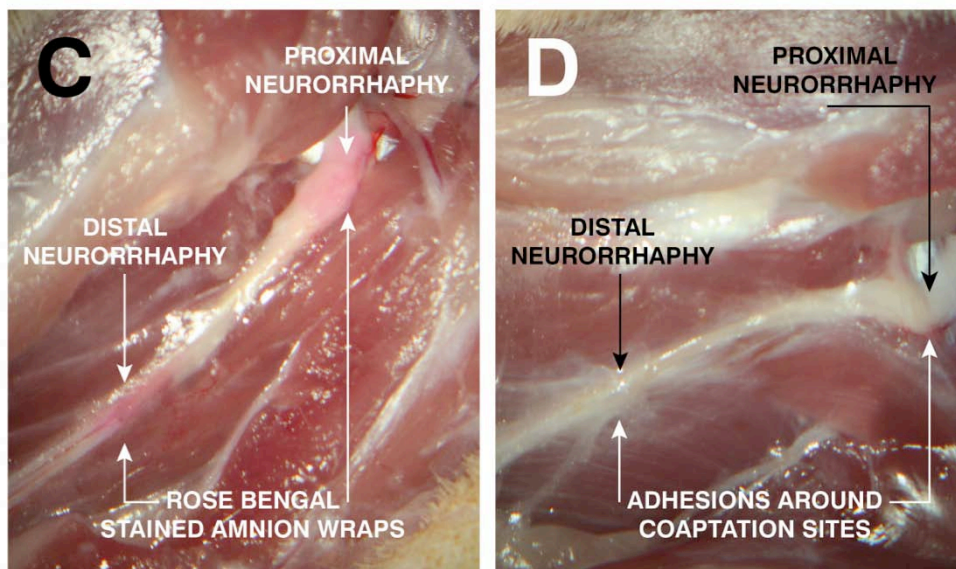 C
PROXIMAL
NEURORRHAPHY
DISTAL
NEURORRHAPHY
ROSE BENGAL
STAINED AMNION WRAPS
D
PROXIMAL
NEURORRHAPHY
DISTAL
NEURORRHAPHY
ADHESIONS AROUND
COAPTATION SITES